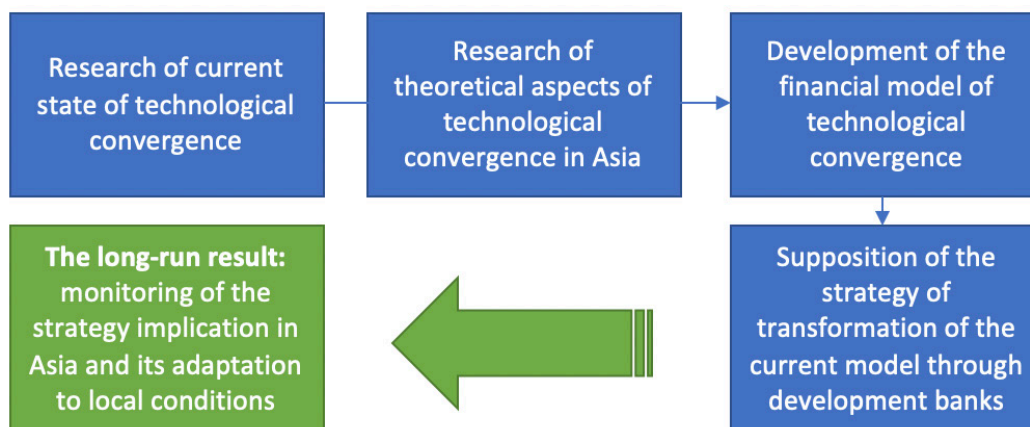 Research of current
state of technological
convergence
Research of
theoretical aspects of
technological
convergence in Asia
Development of the
financial model of
technological
convergence
The long-run result:
monitoring of the
strategy implication in
Asia and its adaptation
to local conditions
Supposition of the
strategy of
transformation of the
current model through
development banks